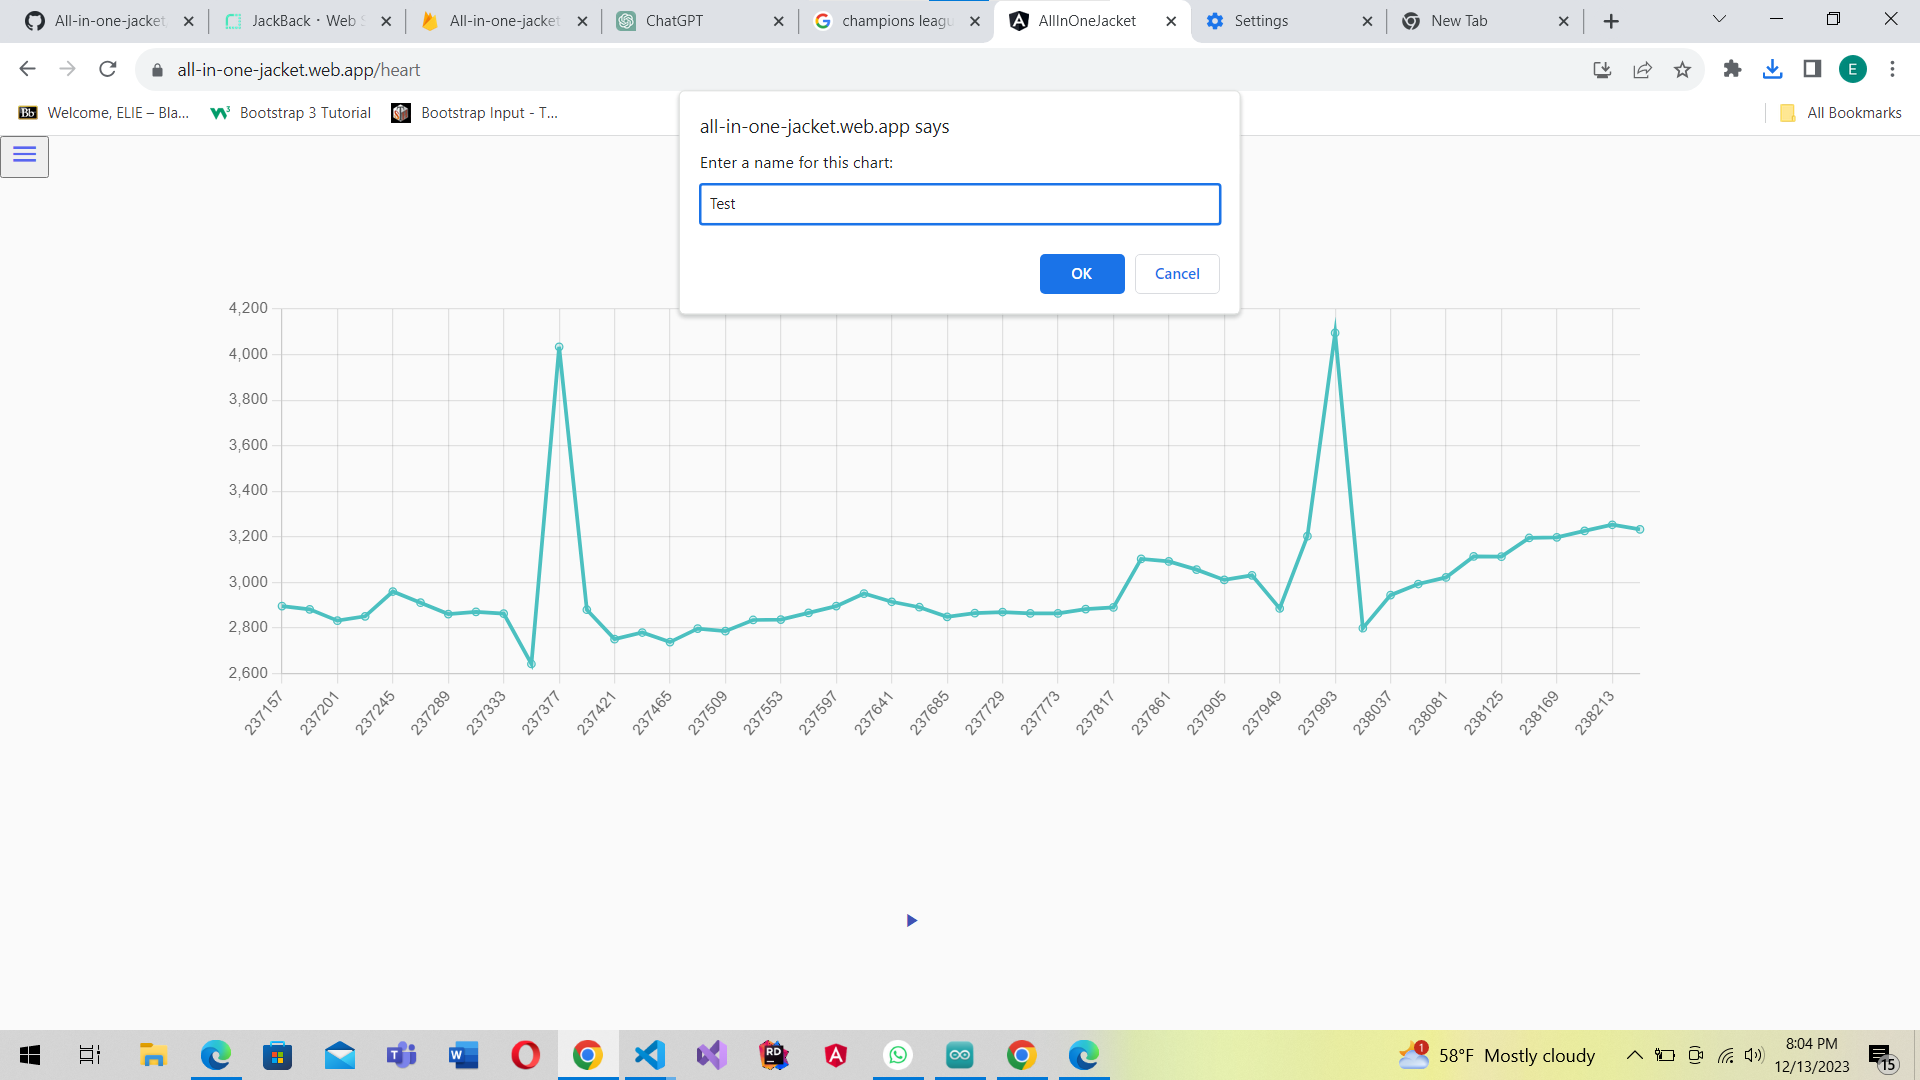 All-in-one-jacket
JackBack · Web S
All-in-one-jacket
ChatGPT
champions leagu
AllInOneJacket
Settings
New Tab
all-in-one-jacket.web.app/heart
E
Bb
Welcome, ELIE – Bla...
Bootstrap 3 Tutorial
Bootstrap Input - T...
All Bookmarks
all-in-one-jacket.web.app says
Enter a name for this chart:
Test
OK
Cancel
4,200
4,000
3,800
3,600
3,400
3,200
3,000
2,800
2,600
237157
237201
237245
237289
237333
237377
237421
237465
237509
237553
237597
237641
237685
237729
237773
237817
237861
237905
237949
237993
238037
238081
238125
238169
238213
RD
1
58°F Mostly cloudy
8:04 PM
12/13/2023
15